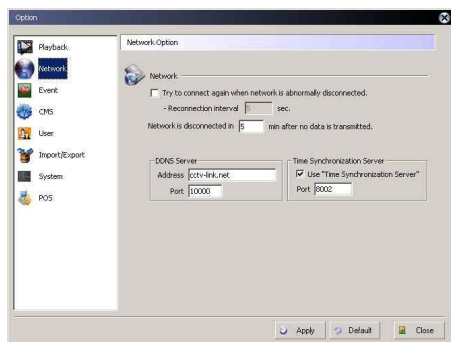 Option
Playback
Network
Event
CMS
User
Import/Export
System
POS
Network Option
Network
Try to connect again when network is abnormally disconnected.
- Reconnection interval 5 sec.
Network is disconnected in 5 min after no data is transmitted.
DDNS Server
Address cctv-link.net
Port 10000
Time Synchronization Server
Use "Time Synchronization Server"
Port 8002
Apply
Default
Close